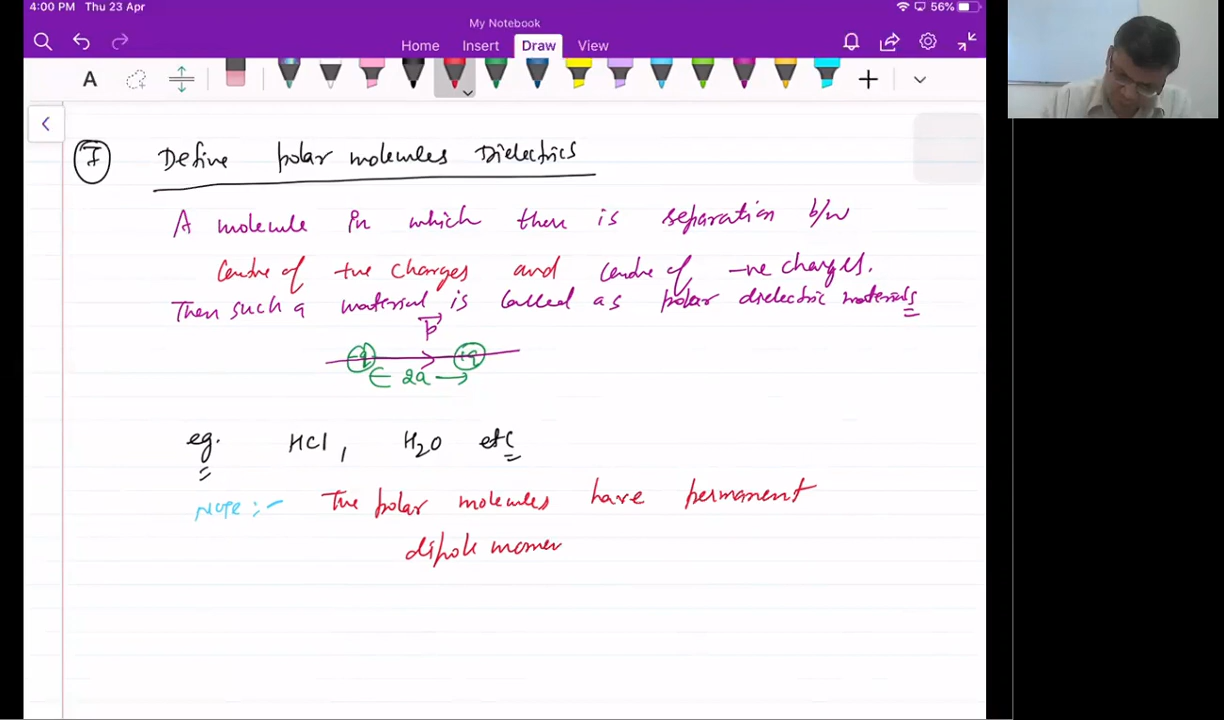 4:00 PM Thu 23 Apr
56%
My Notebook
Home Insert Draw View
A
7 Define polar molecules Dielectrics
A molecule in which there is separation b/w
Centre of +ve charges and centre of -ve charges.
Then such a material is called as polar dielectric materials
p
-q +q
2a
eg. HCl, H2O etc
Note :- The polar molecules have permanent
dipole momen